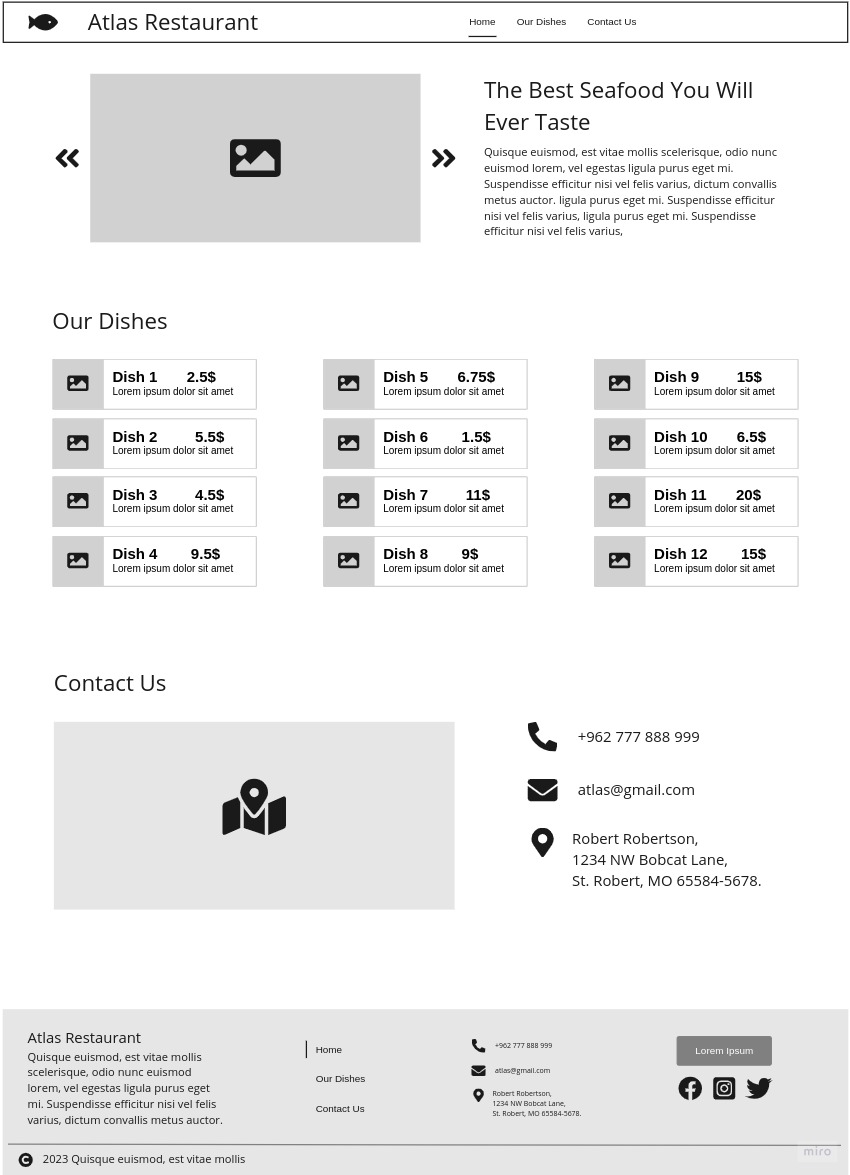 Atlas Restaurant
Home
Our Dishes
Contact Us
The Best Seafood You Will
Ever Taste
Quisque euismod, est vitae mollis scelerisque, odio nunc
euismod lorem, vel egestas ligula purus eget mi.
Suspendisse efficitur nisi vel felis varius, dictum convallis
metus auctor. ligula purus eget mi. Suspendisse efficitur
nisi vel felis varius, ligula purus eget mi. Suspendisse
efficitur nisi vel felis varius,
Our Dishes
Dish 1 2.5$
Lorem ipsum dolor sit amet
Dish 2 5.5$
Lorem ipsum dolor sit amet
Dish 3 4.5$
Lorem ipsum dolor sit amet
Dish 4 9.5$
Lorem ipsum dolor sit amet
Dish 5 6.75$
Lorem ipsum dolor sit amet
Dish 6 1.5$
Lorem ipsum dolor sit amet
Dish 7 11$
Lorem ipsum dolor sit amet
Dish 8 9$
Lorem ipsum dolor sit amet
Dish 9 15$
Lorem ipsum dolor sit amet
Dish 10 6.5$
Lorem ipsum dolor sit amet
Dish 11 20$
Lorem ipsum dolor sit amet
Dish 12 15$
Lorem ipsum dolor sit amet
Contact Us
+962 777 888 999
atlas@gmail.com
Robert Robertson,
1234 NW Bobcat Lane,
St. Robert, MO 65584-5678.
Atlas Restaurant
Quisque euismod, est vitae mollis
scelerisque, odio nunc euismod
lorem, vel egestas ligula purus eget
mi. Suspendisse efficitur nisi vel felis
varius, dictum convallis metus auctor.
Home
Our Dishes
Contact Us
+962 777 888 999
atlas@gmail.com
Robert Robertson,
1234 NW Bobcat Lane,
St. Robert, MO 65584-5678.
Lorem Ipsum
2023 Quisque euismod, est vitae mollis
miro